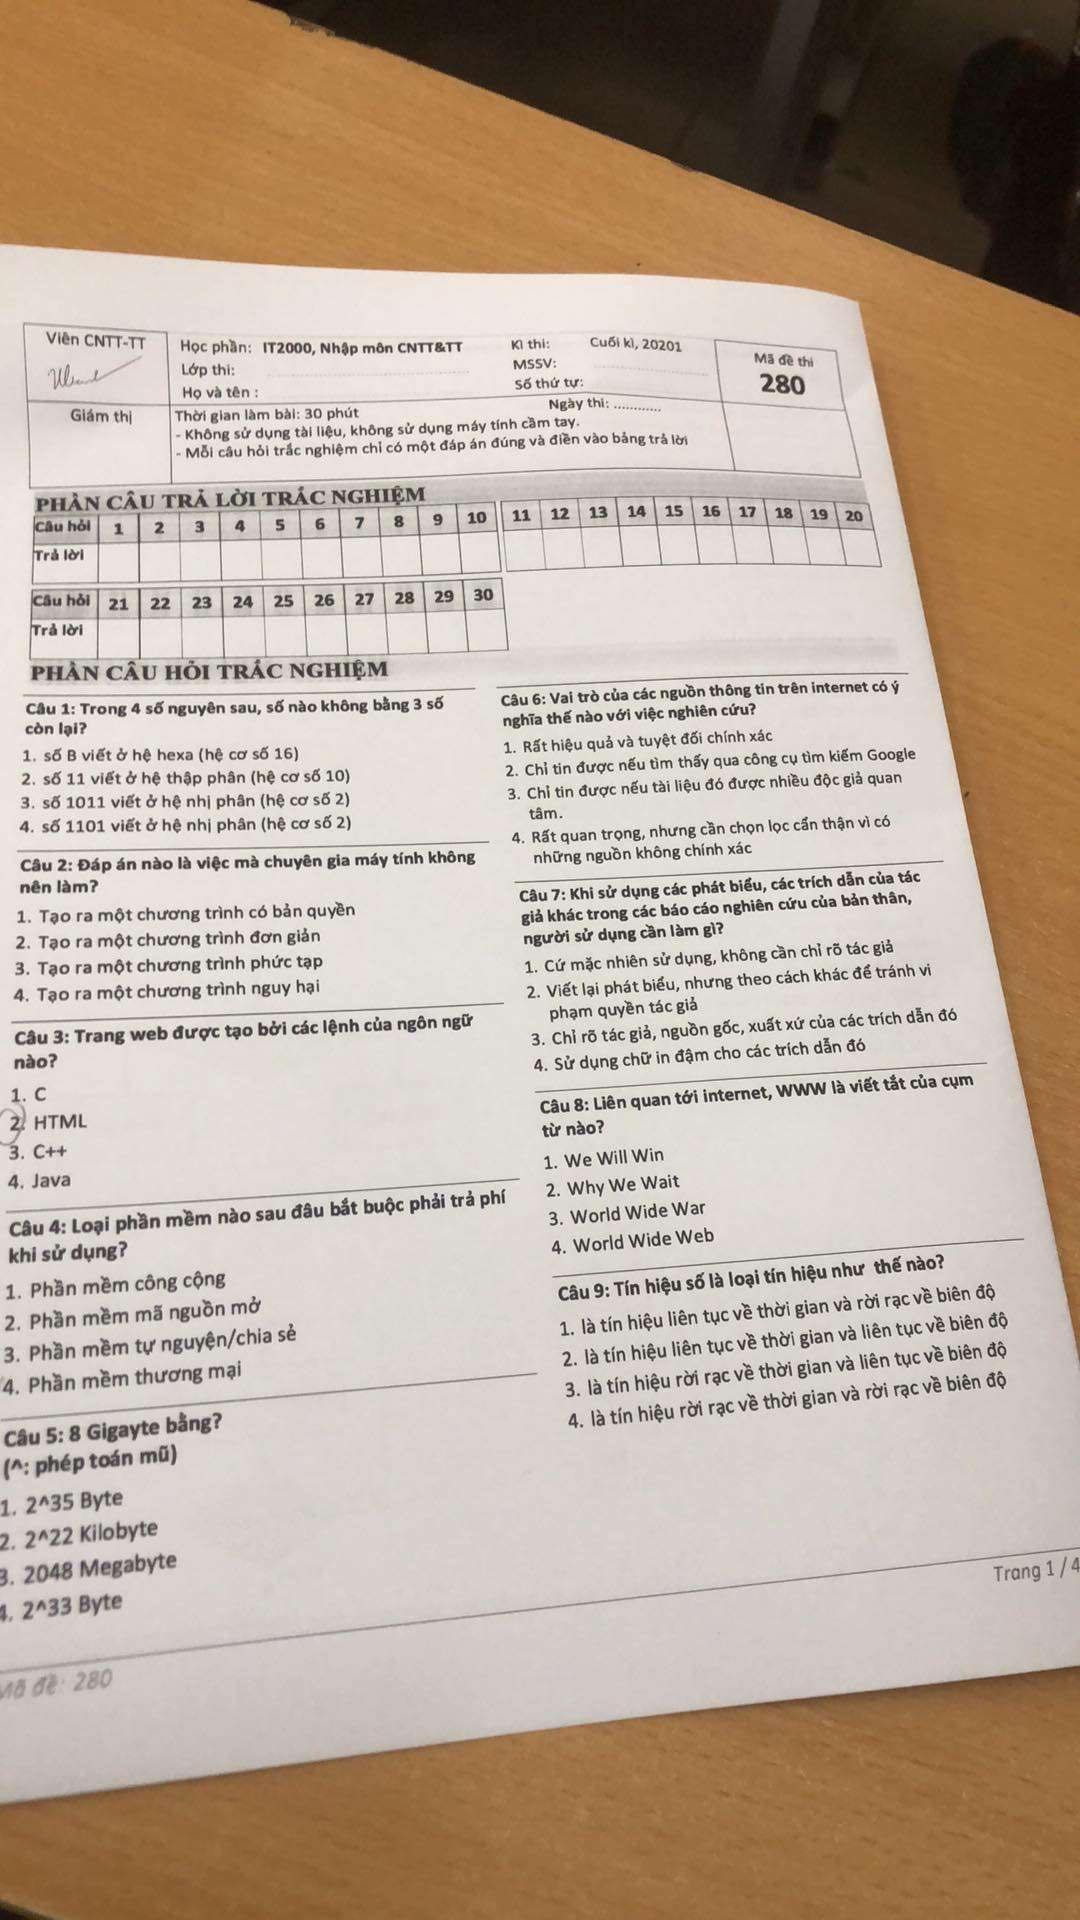 Viện CNTT-TT
Học phần: IT2000, Nhập môn CNTT&TT
Kì thi: Cuối kì, 20201
Lớp thi:
MSSV:
Họ và tên :
Số thứ tự:
Mã đề thi
280
Giám thị
Thời gian làm bài: 30 phút
Ngày thi: ............
- Không sử dụng tài liệu, không sử dụng máy tính cầm tay.
- Mỗi câu hỏi trắc nghiệm chỉ có một đáp án đúng và điền vào bảng trả lời
PHẦN CÂU TRẢ LỜI TRẮC NGHIỆM
Câu hỏi 1 2 3 4 5 6 7 8 9 10 11 12 13 14 15 16 17 18 19 20
Trả lời
Câu hỏi 21 22 23 24 25 26 27 28 29 30
Trả lời
PHẦN CÂU HỎI TRẮC NGHIỆM
Câu 1: Trong 4 số nguyên sau, số nào không bằng 3 số
còn lại?
1. số B viết ở hệ hexa (hệ cơ số 16)
2. số 11 viết ở hệ thập phân (hệ cơ số 10)
3. số 1011 viết ở hệ nhị phân (hệ cơ số 2)
4. số 1101 viết ở hệ nhị phân (hệ cơ số 2)
Câu 2: Đáp án nào là việc mà chuyên gia máy tính không
nên làm?
1. Tạo ra một chương trình có bản quyền
2. Tạo ra một chương trình đơn giản
3. Tạo ra một chương trình phức tạp
4. Tạo ra một chương trình nguy hại
Câu 3: Trang web được tạo bởi các lệnh của ngôn ngữ
nào?
1. C
2. HTML
3. C++
4. Java
Câu 4: Loại phần mềm nào sau đâu bắt buộc phải trả phí
khi sử dụng?
1. Phần mềm công cộng
2. Phần mềm mã nguồn mở
3. Phần mềm tự nguyện/chia sẻ
4. Phần mềm thương mại
Câu 5: 8 Gigayte bằng?
(^: phép toán mũ)
1. 2^35 Byte
2. 2^22 Kilobyte
3. 2048 Megabyte
4. 2^33 Byte
Câu 6: Vai trò của các nguồn thông tin trên internet có ý
nghĩa thế nào với việc nghiên cứu?
1. Rất hiệu quả và tuyệt đối chính xác
2. Chỉ tin được nếu tìm thấy qua công cụ tìm kiếm Google
3. Chỉ tin được nếu tài liệu đó được nhiều độc giả quan
tâm.
4. Rất quan trọng, nhưng cần chọn lọc cẩn thận vì có
những nguồn không chính xác
Câu 7: Khi sử dụng các phát biểu, các trích dẫn của tác
giả khác trong các báo cáo nghiên cứu của bản thân,
người sử dụng cần làm gì?
1. Cứ mặc nhiên sử dụng, không cần chỉ rõ tác giả
2. Viết lại phát biểu, nhưng theo cách khác để tránh vi
phạm quyền tác giả
3. Chỉ rõ tác giả, nguồn gốc, xuất xứ của các trích dẫn đó
4. Sử dụng chữ in đậm cho các trích dẫn đó
Câu 8: Liên quan tới internet, WWW là viết tắt của cụm
từ nào?
1. We Will Win
2. Why We Wait
3. World Wide War
4. World Wide Web
Câu 9: Tín hiệu số là loại tín hiệu như thế nào?
1. là tín hiệu liên tục về thời gian và rời rạc về biên độ
2. là tín hiệu liên tục về thời gian và liên tục về biên độ
3. là tín hiệu rời rạc về thời gian và liên tục về biên độ
4. là tín hiệu rời rạc về thời gian và rời rạc về biên độ
Trang 1 / 4
Mã đề: 280